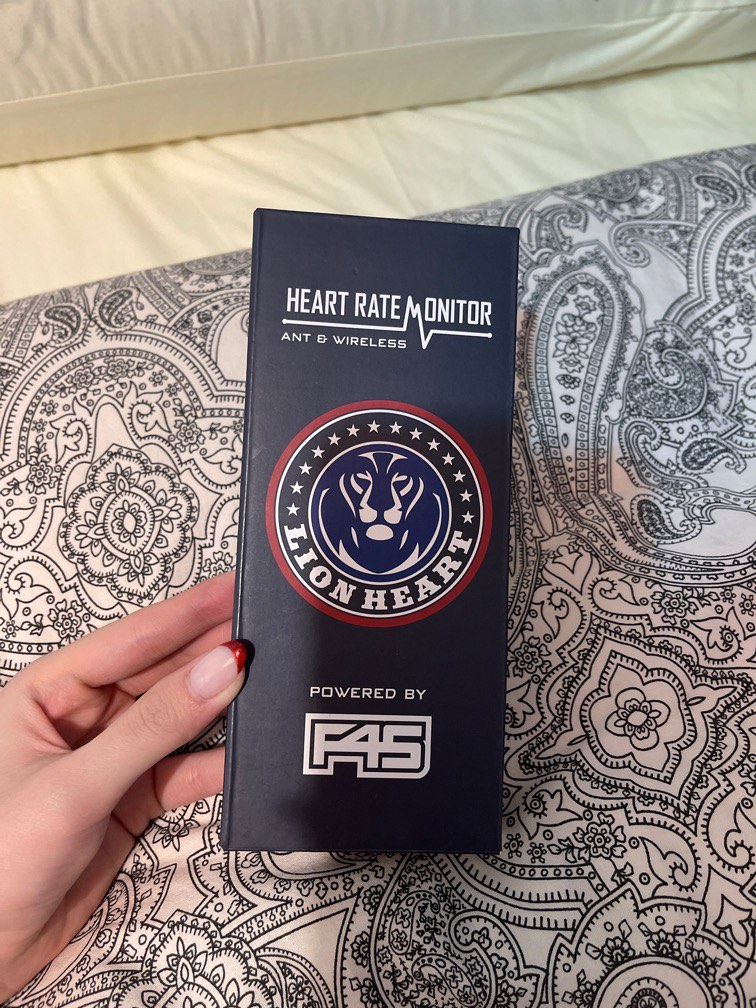 HEART RATE MONITOR
ANT & WIRELESS
LION HEART
POWERED BY
F45